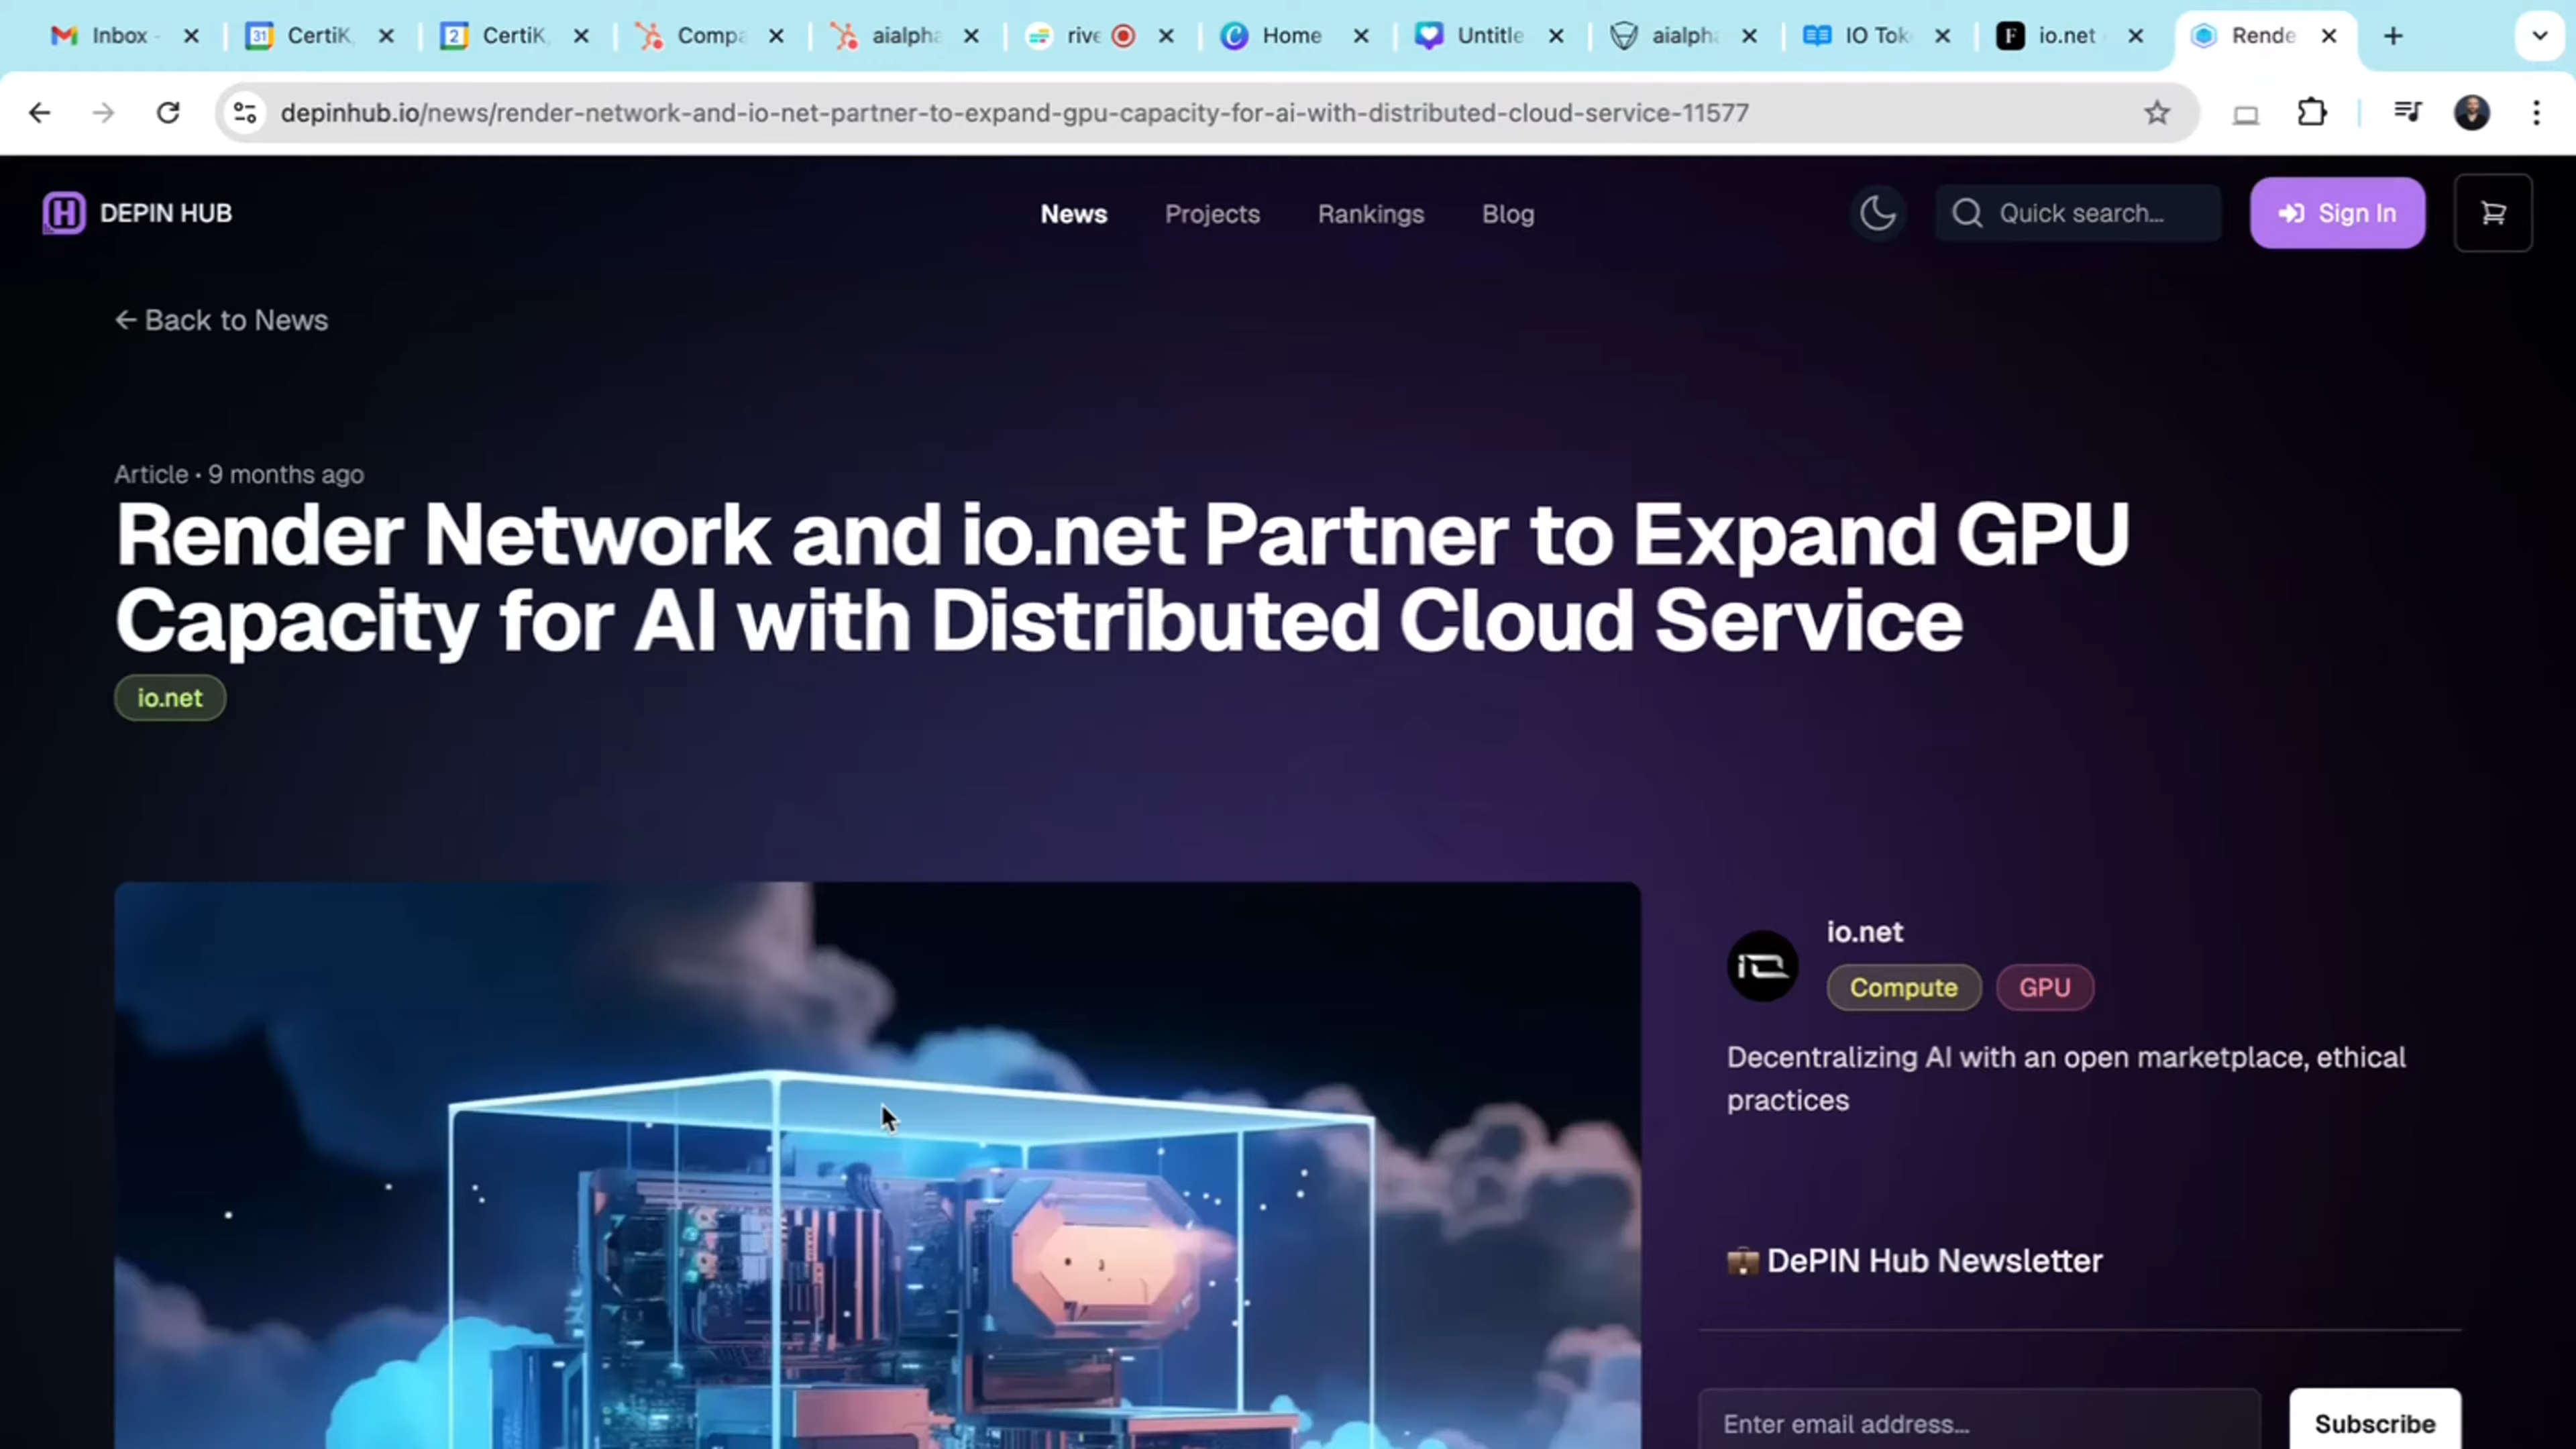 Inbox -
31 CertiK,
2 CertiK,
Compa
aialpha
rive
Home
Untitle
aialpha
IO Tok
F io.net
Rende
depinhub.io/news/render-network-and-io-net-partner-to-expand-gpu-capacity-for-ai-with-distributed-cloud-service-11577
DEPIN HUB
News
Projects
Rankings
Blog
Quick search...
Sign In
← Back to News
Article • 9 months ago
Render Network and io.net Partner to Expand GPU
Capacity for AI with Distributed Cloud Service
io.net
io.net
Compute
GPU
Decentralizing AI with an open marketplace, ethical
practices
DePIN Hub Newsletter
Enter email address...
Subscribe